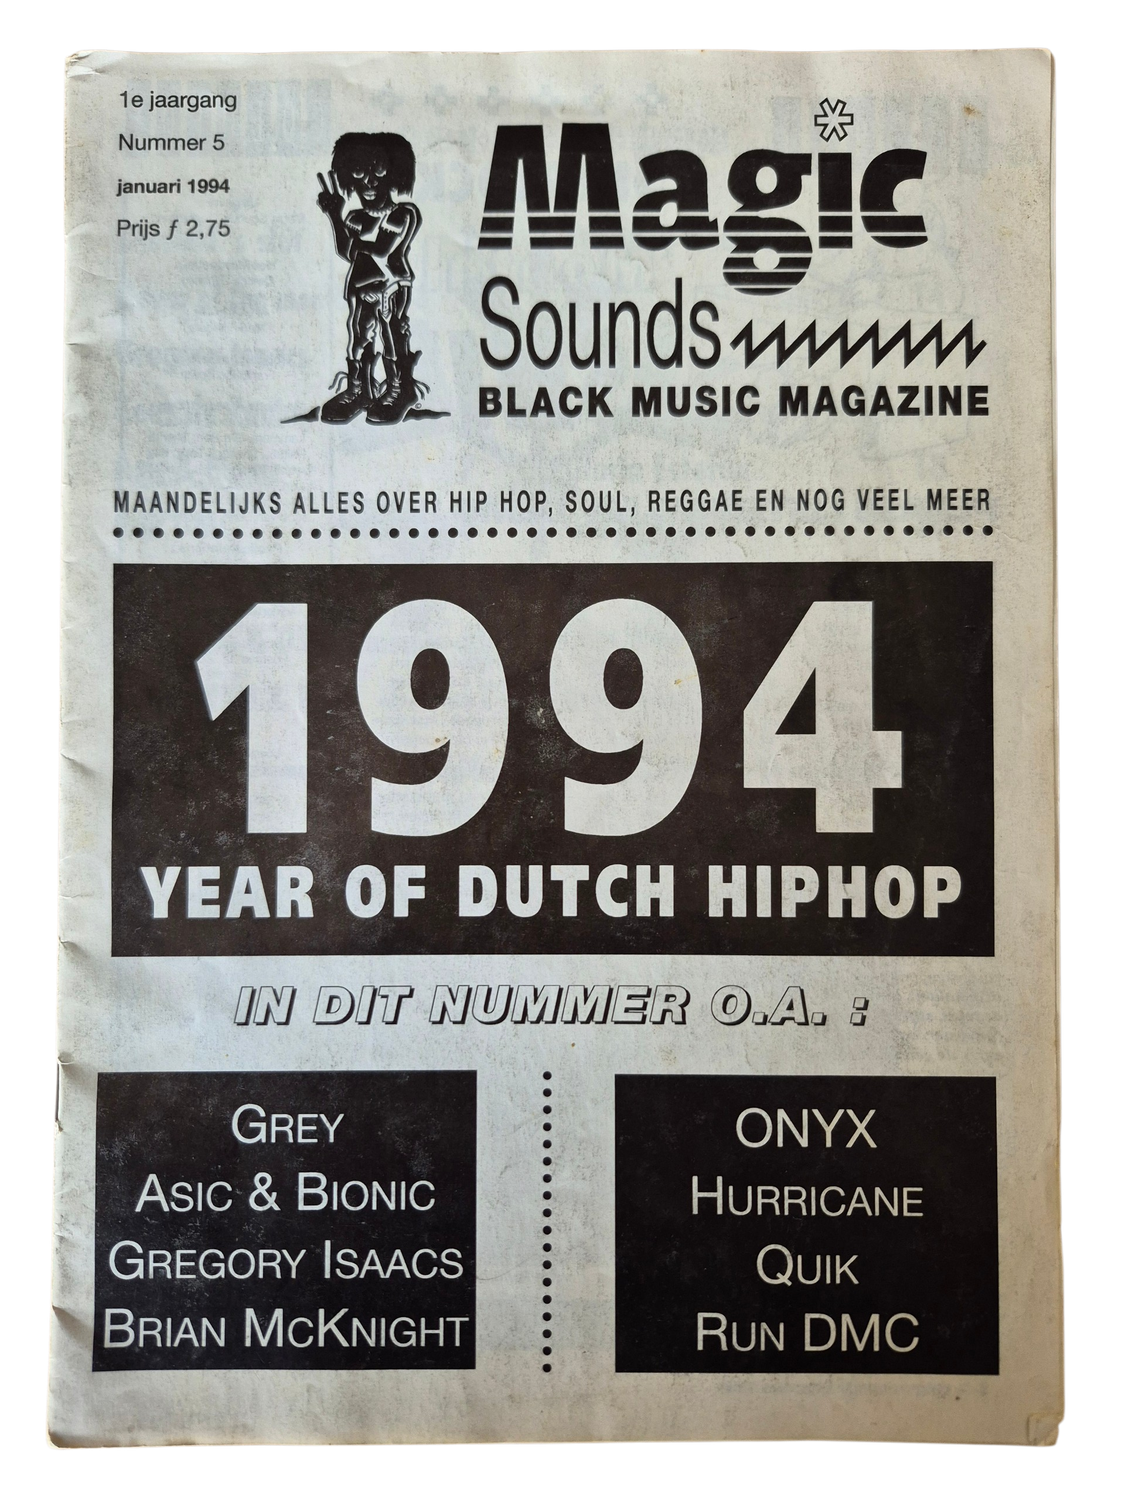 1e jaargang
Nummer 5
januari 1994
Prijs ƒ 2,75
Magic
Sounds
BLACK MUSIC MAGAZINE
MAANDELIJKS ALLES OVER HIP HOP, SOUL, REGGAE EN NOG VEEL MEER
1994
YEAR OF DUTCH HIPHOP
IN DIT NUMMER O.A. :
GREY
ASIC & BIONIC
GREGORY ISAACS
BRIAN MCKNIGHT
ONYX
HURRICANE
QUIK
RUN DMC